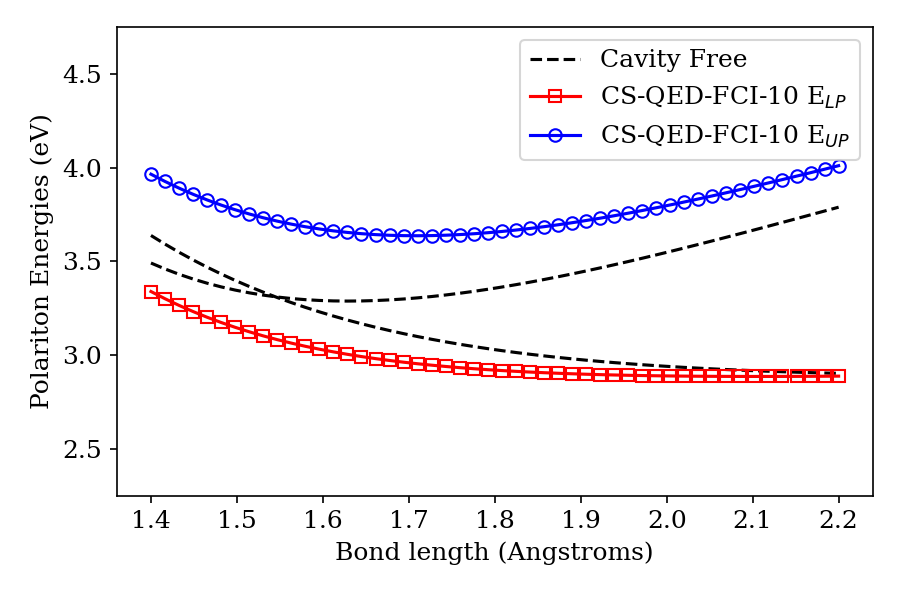 Polariton Energies (eV)
4.5
4.0
3.5
3.0
2.5
Cavity Free
CS-QED-FCI-10 E_{LP}
CS-QED-FCI-10 E_{UP}
1.4 1.5 1.6 1.7 1.8 1.9 2.0 2.1 2.2
Bond length (Angstroms)